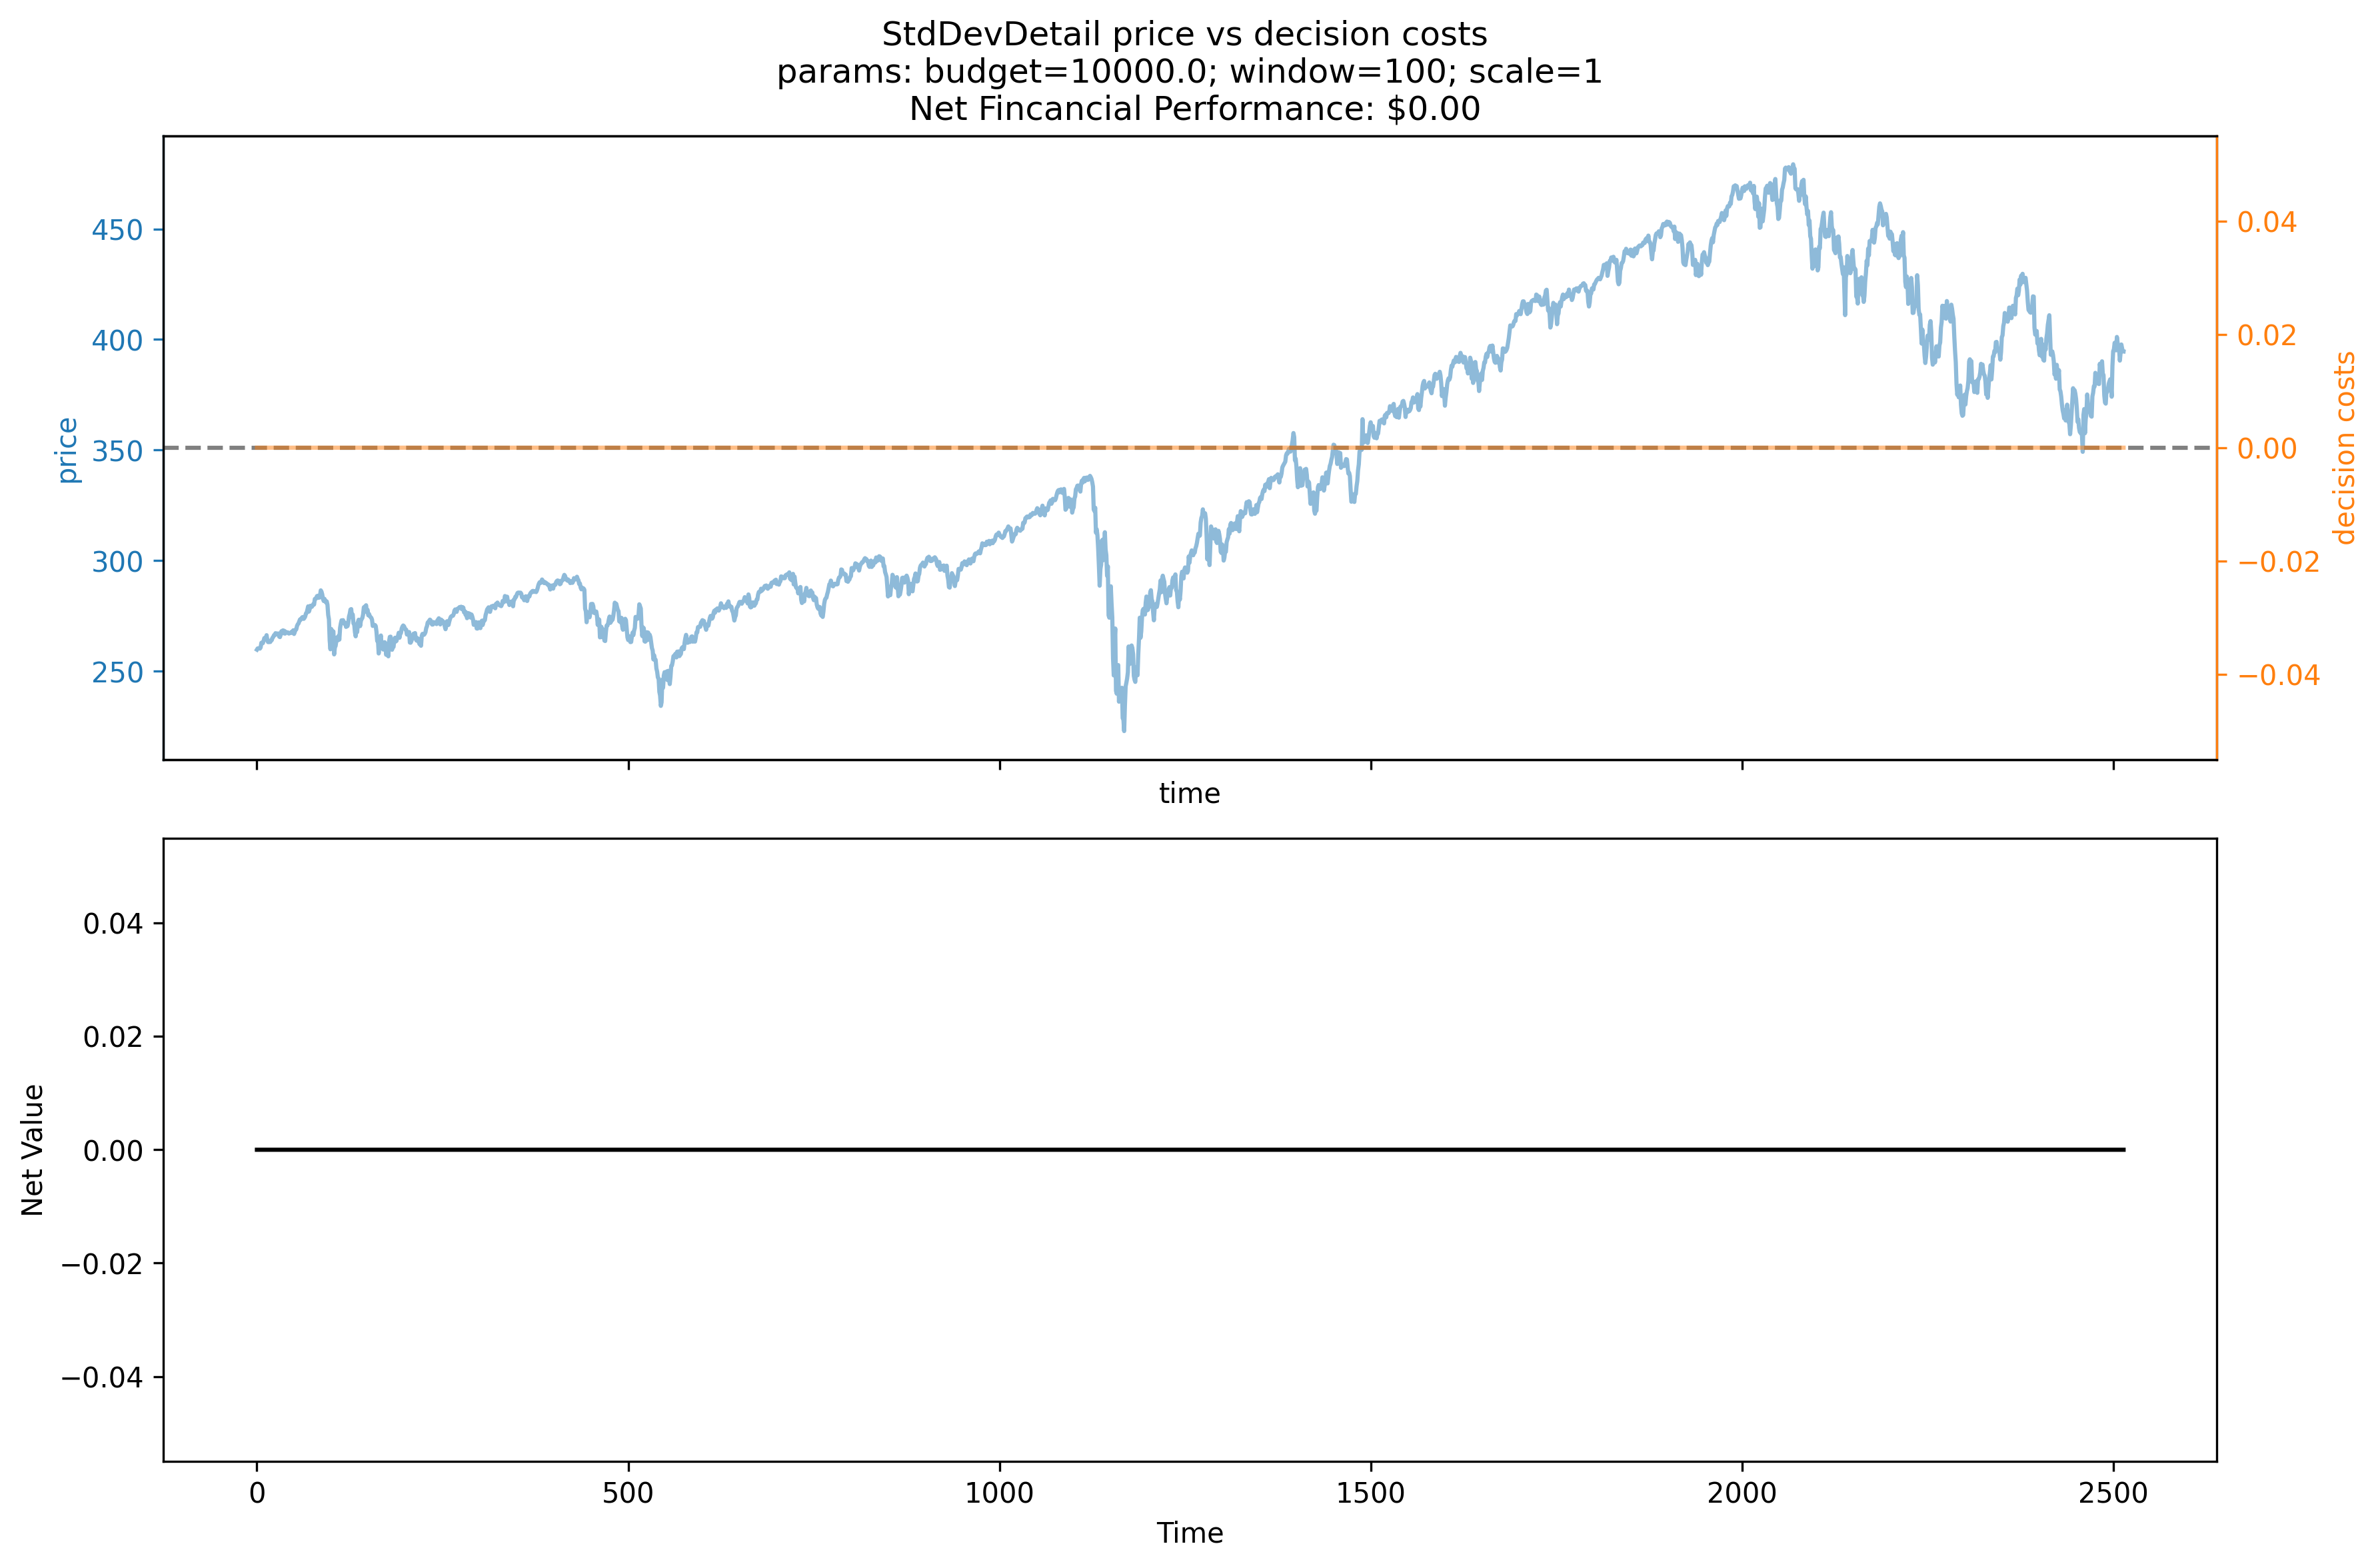 StdDevDetail price vs decision costs
params: budget=10000.0; window=100; scale=1
Net Fincancial Performance: $0.00
price
450
400
350
300
250
0.04
0.02
0.00
−0.02
−0.04
decision costs
time
Net Value
0.04
0.02
0.00
−0.02
−0.04
0 500 1000 1500 2000 2500
Time